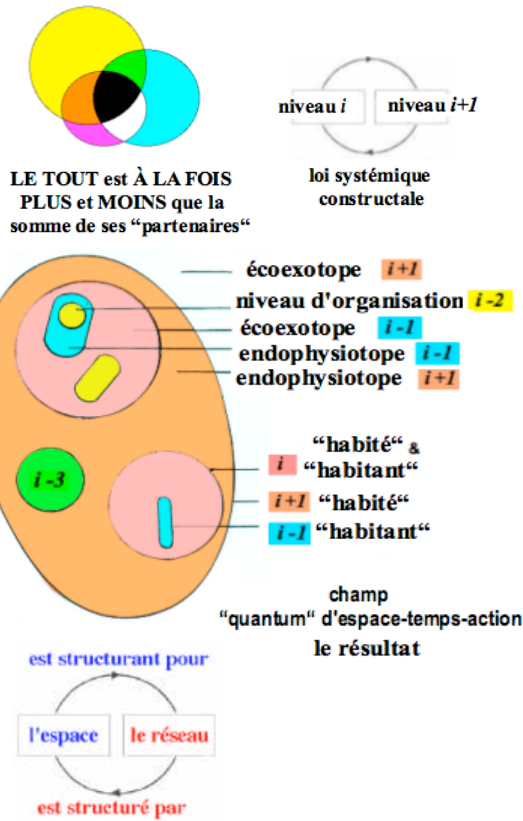 niveau i niveau i+1
LE TOUT est À LA FOIS
PLUS et MOINS que la
somme de ses “partenaires“
loi systémique
constructale
écoexotope i+1
niveau d'organisation i-2
écoexotope i-1
endophysiotope i-1
endophysiotope i+1
“habité“ &
i “habitant“
i+1 “habité“
i-1 “habitant“
i-3
champ
“quantum“ d'espace-temps-action
le résultat
est structurant pour
l'espace le réseau
est structuré par